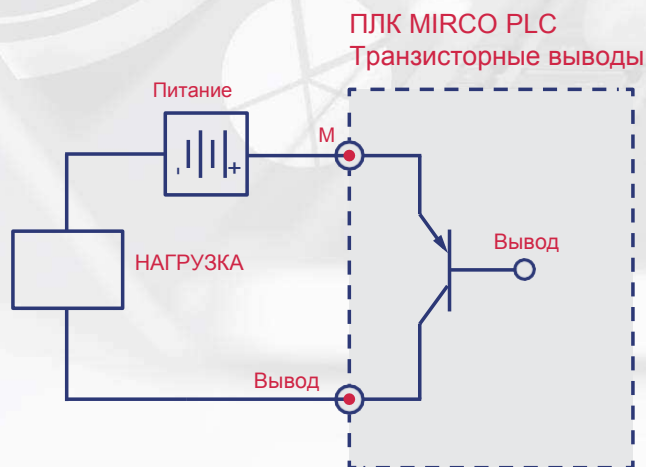 ПЛК MIRCO PLC
Транзисторные выводы
Питание
- +
М
НАГРУЗКА
Вывод
Вывод